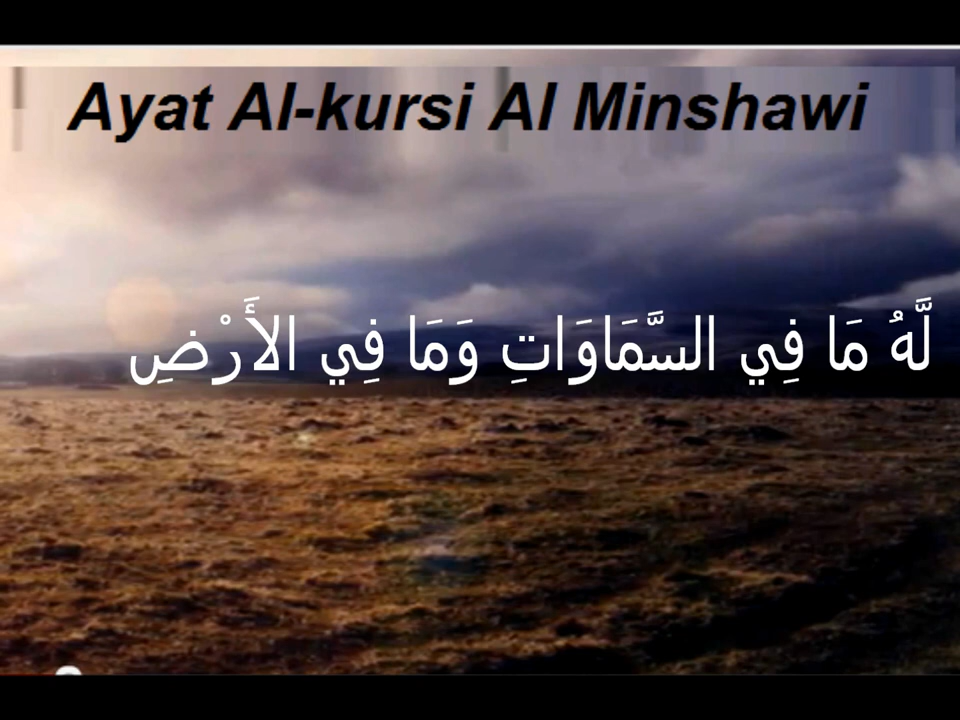 Ayat Al-kursi Al Minshawi
لَّهُ مَا فِي السَّمَاوَاتِ وَمَا فِي الأَرْضِ